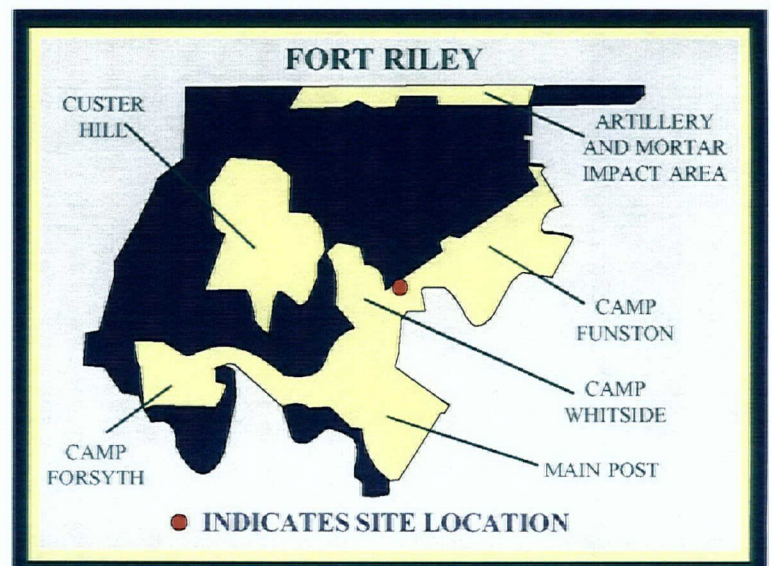 FORT RILEY
CUSTER
HILL
ARTILLERY
AND MORTAR
IMPACT AREA
CAMP
FUNSTON
CAMP
WHITSIDE
CAMP
FORSYTH
MAIN POST
INDICATES SITE LOCATION